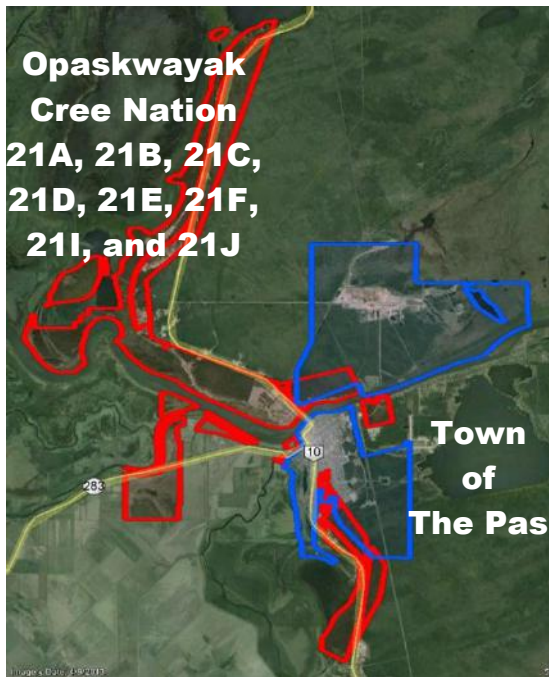 Opaskwayak
Cree Nation
21A, 21B, 21C,
21D, 21E, 21F,
21I, and 21J
10
Town
of
The Pas
283